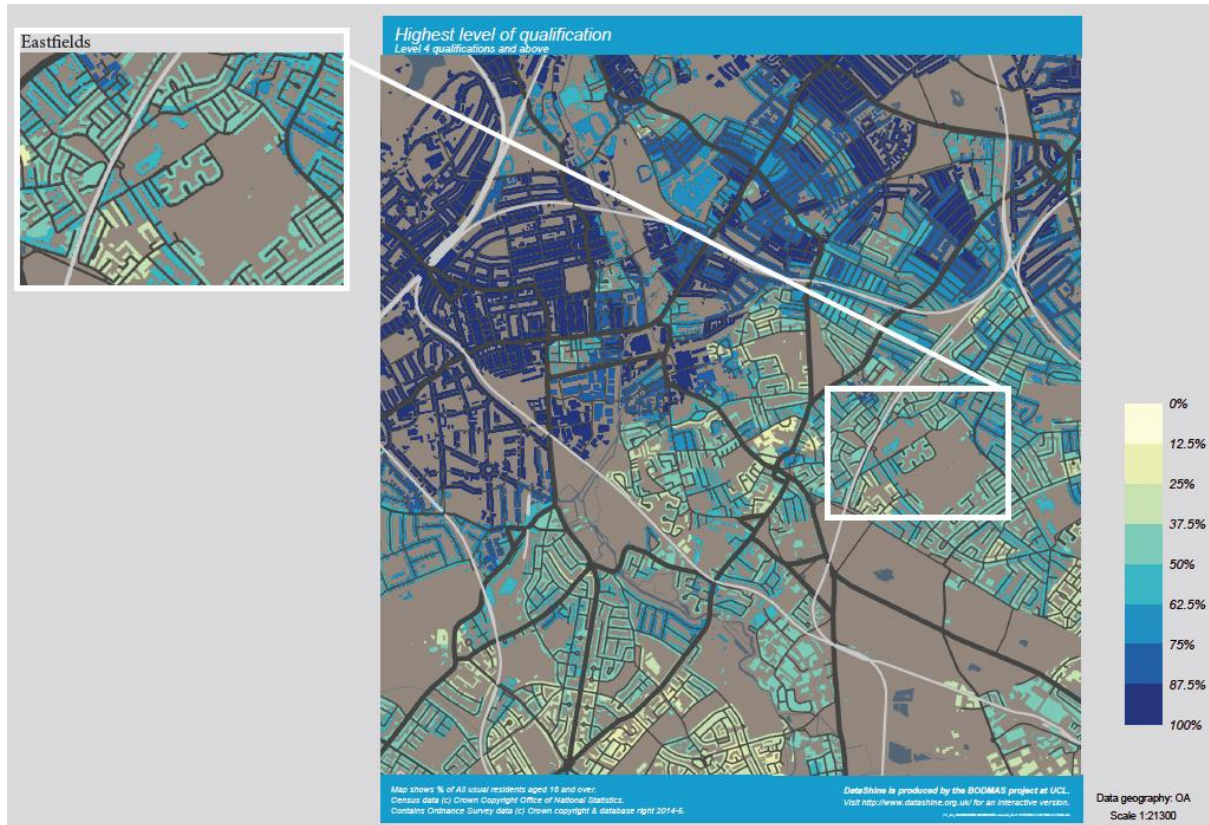 Eastfields
Highest level of qualification
Level 4 qualifications and above
0%
12.5%
25%
37.5%
50%
62.5%
75%
87.5%
100%
Map shows % of All usual residents aged 16 and over.
Census data (c) Crown Copyright Office of National Statistics.
Contains Ordnance Survey data (c) Crown copyright & database right 2014-5.
DataShine is produced by the BODMAS project at UCL.
Visit http://www.datashine.org.uk/ for an interactive version.
Data geography: OA
Scale 1:21300